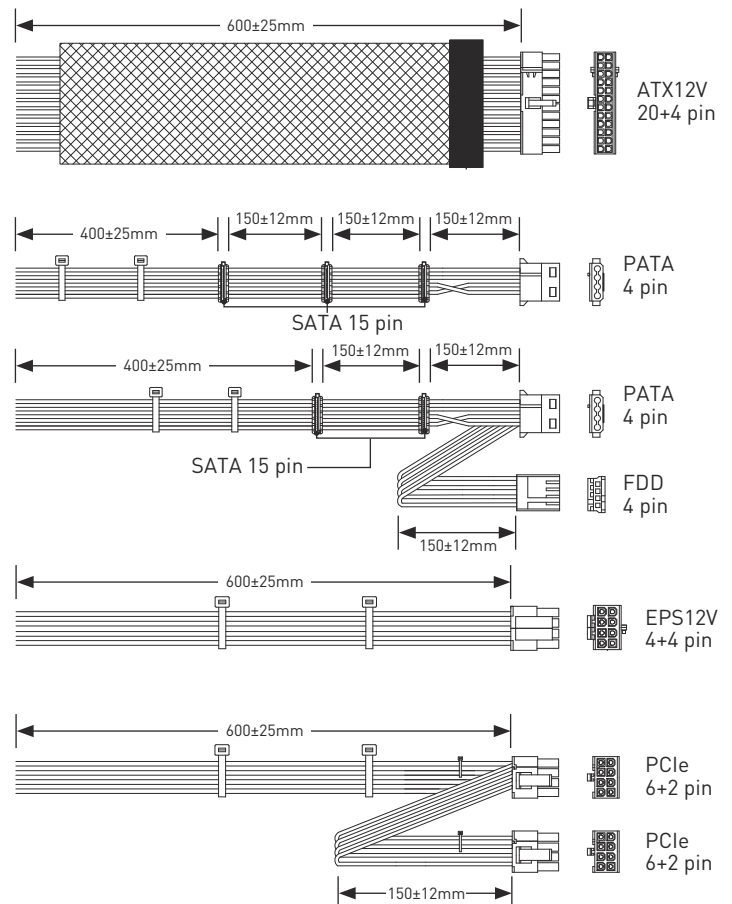 600±25mm
ATX12V
20+4 pin
150±12mm
150±12mm
150±12mm
400±25mm
PATA
4 pin
SATA 15 pin
150±12mm
150±12mm
400±25mm
PATA
4 pin
SATA 15 pin
FDD
4 pin
150±12mm
600±25mm
EPS12V
4+4 pin
600±25mm
PCIe
6+2 pin
PCIe
6+2 pin
150±12mm